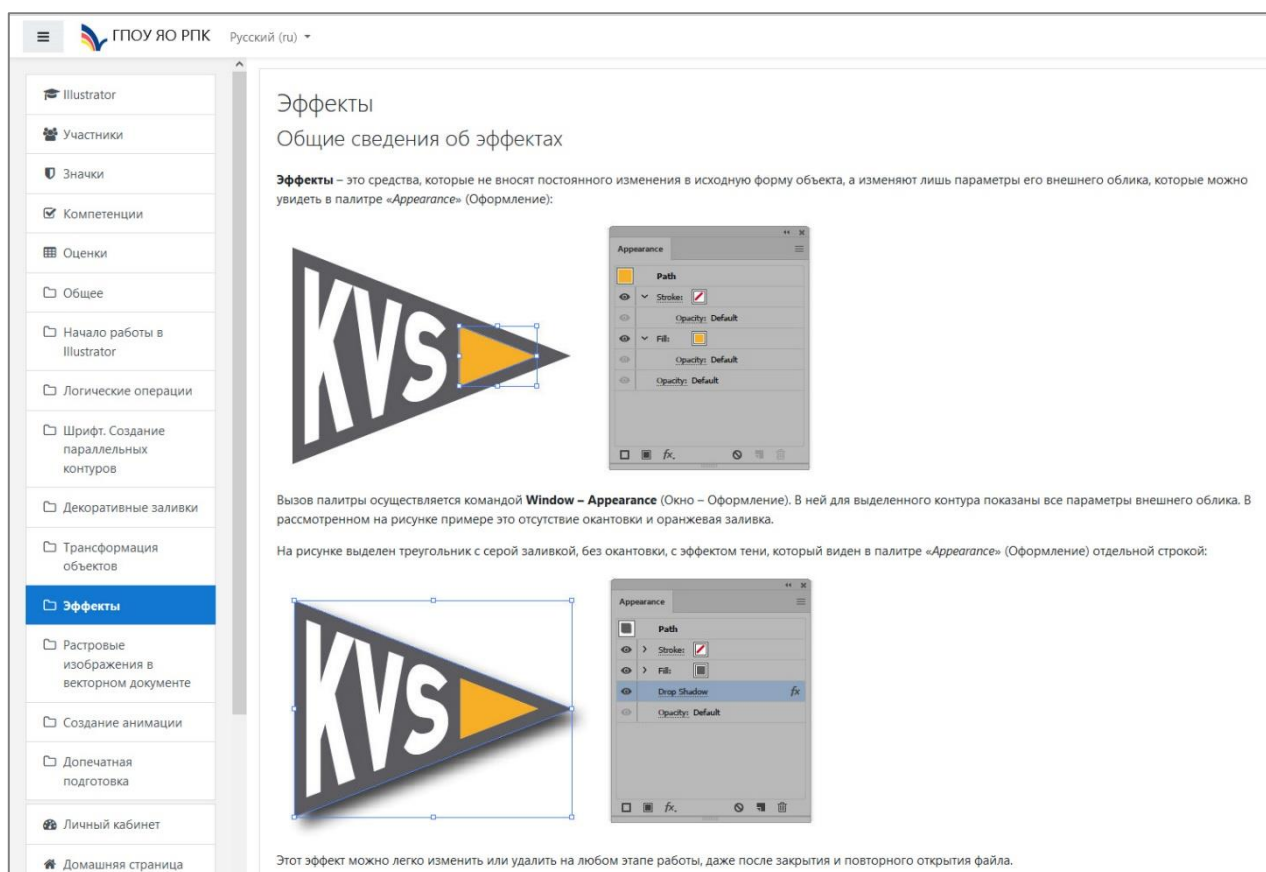 ГПОУ ЯО РПК
Русский (ru)
Illustrator
Участники
Значки
Компетенции
Оценки
Общее
Начало работы в
Illustrator
Логические операции
Шрифт. Создание
параллельных
контуров
Декоративные заливки
Трансформация
объектов
Эффекты
Растровые
изображения в
векторном документе
Создание анимации
Допечатная
подготовка
Личный кабинет
Домашняя страница
Эффекты
Общие сведения об эффектах
Эффекты – это средства, которые не вносят постоянного изменения в исходную форму объекта, а изменяют лишь параметры его внешнего облика, которые можно
увидеть в палитре «Appearance» (Оформление):
KVS
Appearance
Path
Stroke:
Opacity: Default
Fill:
Opacity: Default
Opacity: Default
fx.
Вызов палитры осуществляется командой Window – Appearance (Окно – Оформление). В ней для выделенного контура показаны все параметры внешнего облика. В
рассмотренном на рисунке примере это отсутствие окантовки и оранжевая заливка.
На рисунке выделен треугольник с серой заливкой, без окантовки, с эффектом тени, который виден в палитре «Appearance» (Оформление) отдельной строкой:
KVS
Appearance
Path
Stroke:
Fill:
Drop Shadow fx
Opacity: Default
fx.
Этот эффект можно легко изменить или удалить на любом этапе работы, даже после закрытия и повторного открытия файла.